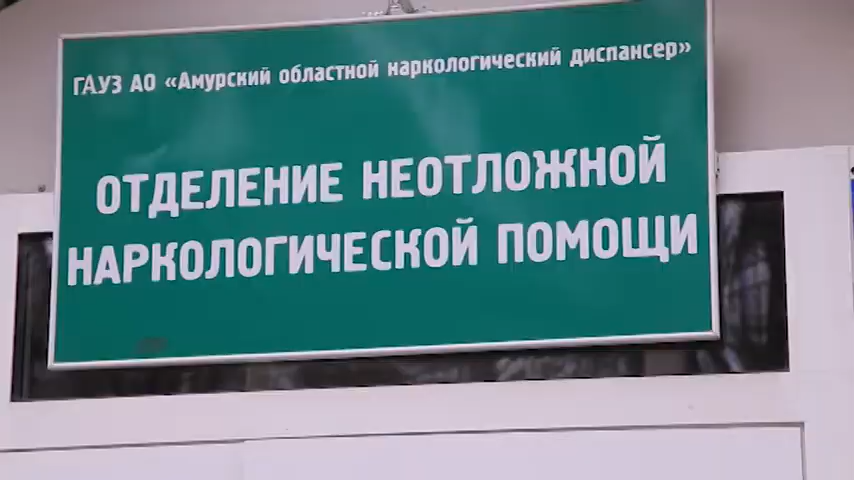 ГАУЗ АО «Амурский областной наркологический диспансер»
ОТДЕЛЕНИЕ НЕОТЛОЖНОЙ
НАРКОЛОГИЧЕСКОЙ ПОМОЩИ